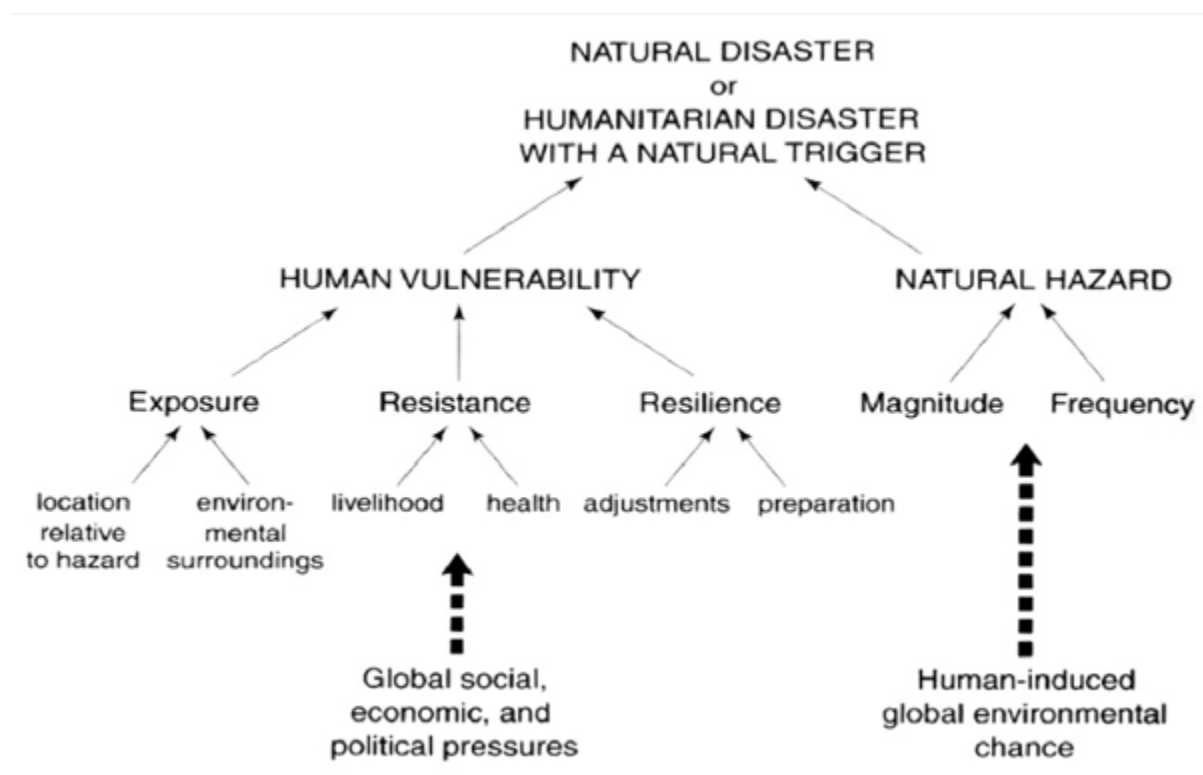 NATURAL DISASTER
or
HUMANITARIAN DISASTER
WITH A NATURAL TRIGGER
HUMAN VULNERABILITY
NATURAL HAZARD
Exposure
Resistance
Resilience
Magnitude
Frequency
location
relative
to hazard
environ-
mental
surroundings
livelihood
health
adjustments
preparation
Global social,
economic, and
political pressures
Human-induced
global environmental
chance